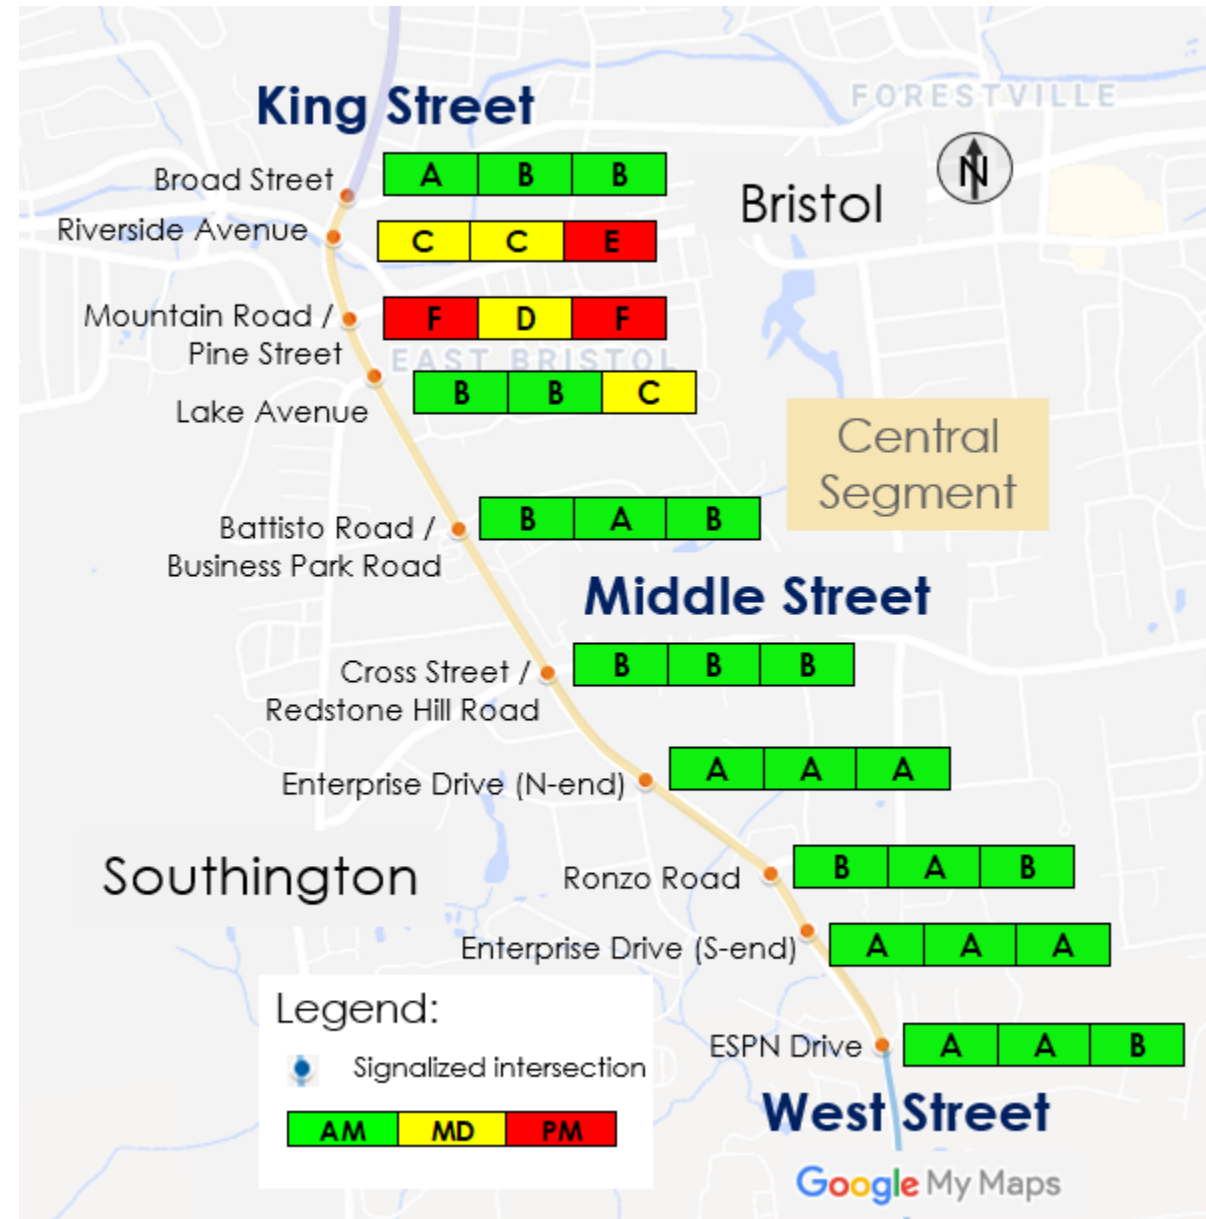 FORESTVILLE
King Street
Broad Street
A B B
Bristol
N
Riverside Avenue
C C E
Mountain Road /
Pine Street
F D F
EAST BRISTOL
Lake Avenue
B B C
Central
Segment
Battisto Road /
Business Park Road
B A B
Middle Street
Cross Street /
Redstone Hill Road
B B B
Enterprise Drive (N-end)
A A A
Southington
Ronzo Road
B A B
Enterprise Drive (S-end)
A A A
Legend:
Signalized intersection
AM MD PM
ESPN Drive
A A B
West Street
Google My Maps